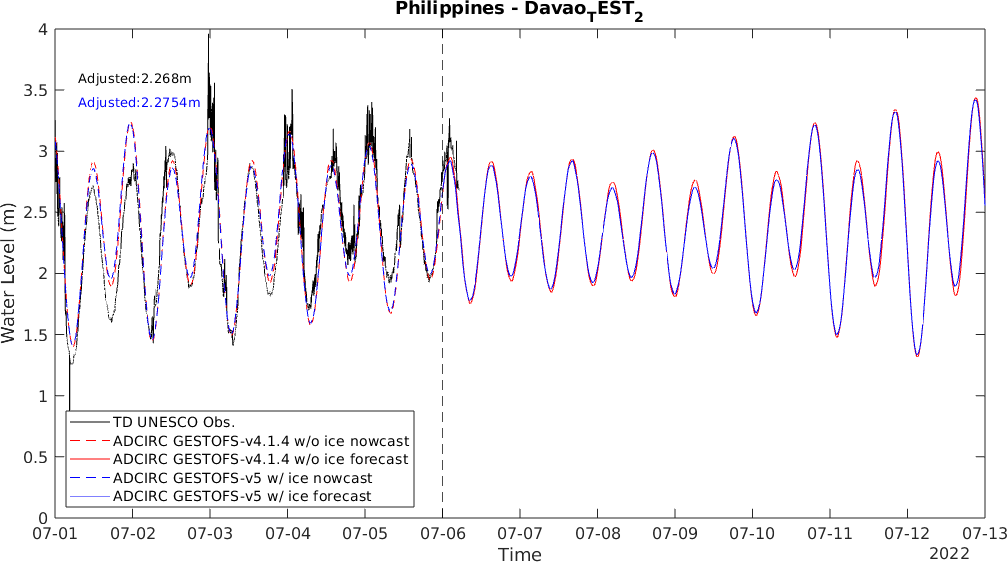 Philippines - Davao_TEST_2
4
3.5
3
2.5
2
1.5
1
0.5
0
Water Level (m)
Adjusted:2.268m
Adjusted:2.2754m
TD UNESCO Obs.
ADCIRC GESTOFS-v4.1.4 w/o ice nowcast
ADCIRC GESTOFS-v4.1.4 w/o ice forecast
ADCIRC GESTOFS-v5 w/ ice nowcast
ADCIRC GESTOFS-v5 w/ ice forecast
07-01 07-02 07-03 07-04 07-05 07-06 07-07 07-08 07-09 07-10 07-11 07-12 07-13
Time
2022